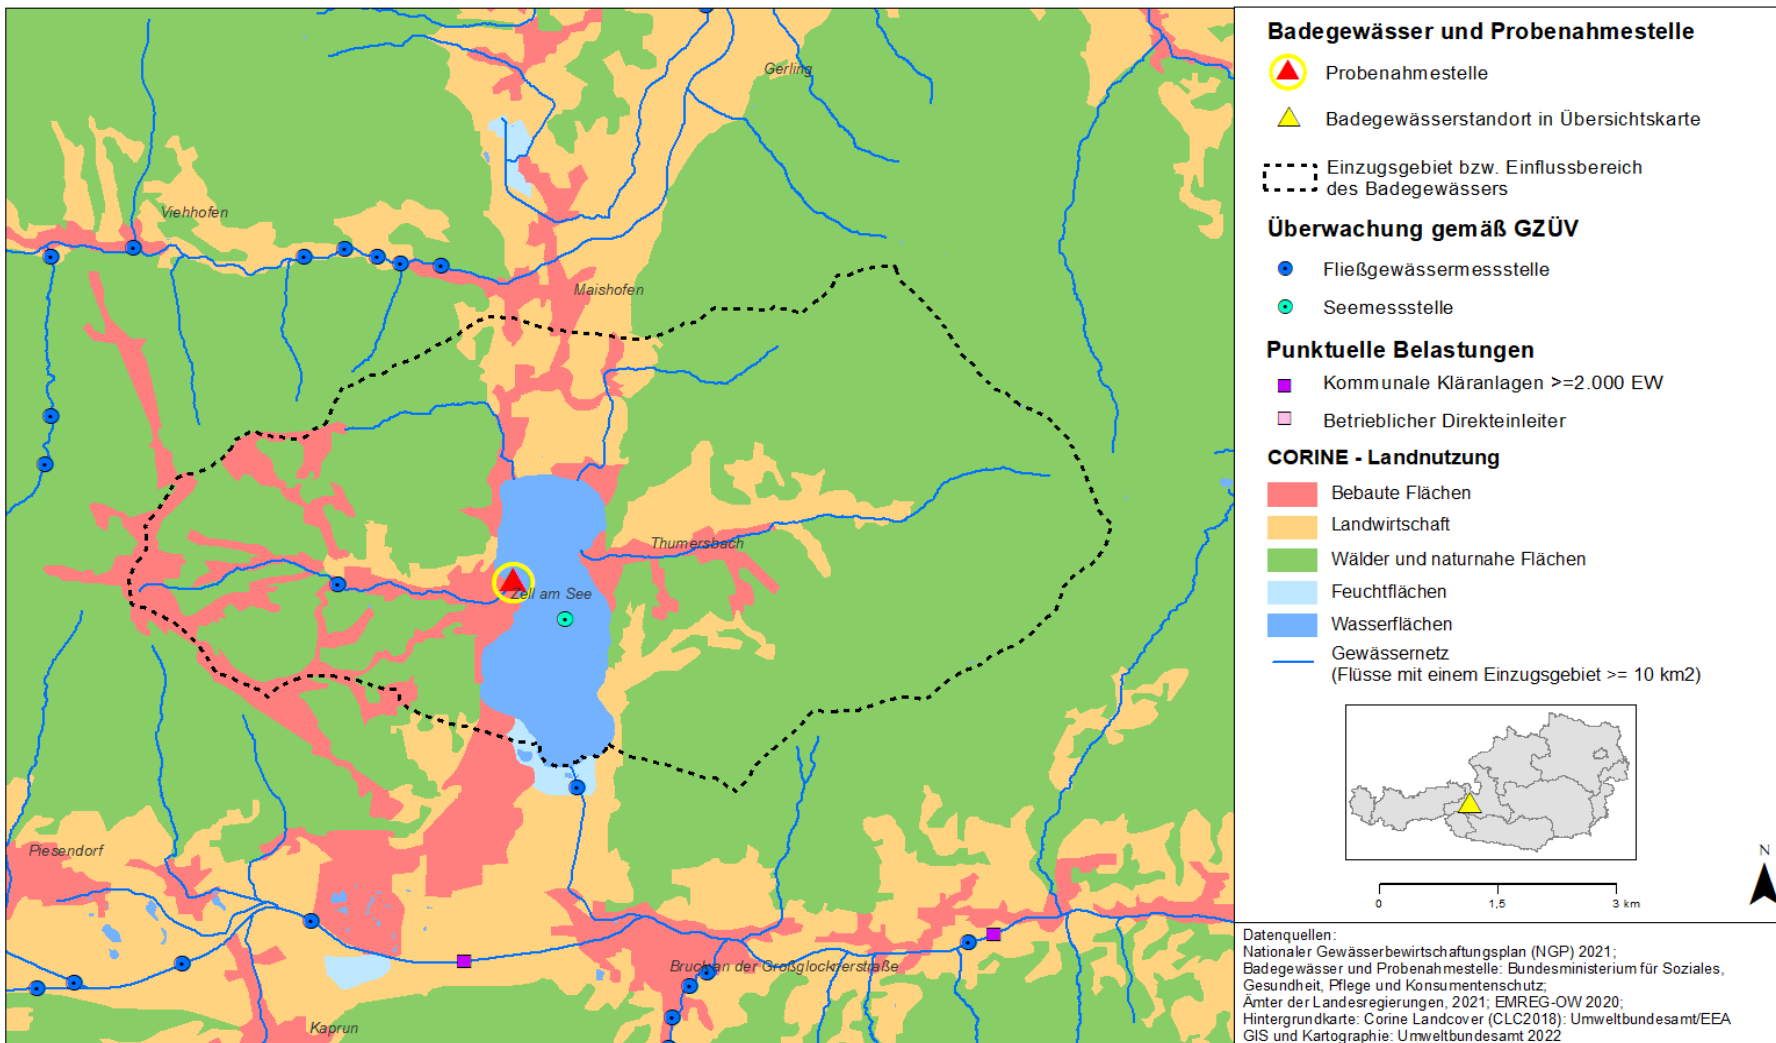 Gerling
Viehhofen
Maishofen
Thumersbach
Zell am See
Piesendorf
Bruck an der Großglocknerstraße
Kaprun
Badegewässer und Probenahmestelle
Probenahmestelle
Badegewässerstandort in Übersichtskarte
Einzugsgebiet bzw. Einflussbereich
des Badegewässers
Überwachung gemäß GZÜV
Fließgewässermessstelle
Seemessstelle
Punktuelle Belastungen
Kommunale Kläranlagen >=2.000 EW
Betrieblicher Direkteinleiter
CORINE - Landnutzung
Bebaute Flächen
Landwirtschaft
Wälder und naturnahe Flächen
Feuchtflächen
Wasserflächen
Gewässernetz
(Flüsse mit einem Einzugsgebiet >= 10 km2)
N
0 1,5 3 km
Datenquellen:
Nationaler Gewässerbewirtschaftungsplan (NGP) 2021;
Badegewässer und Probenahmestelle: Bundesministerium für Soziales,
Gesundheit, Pflege und Konsumentenschutz;
Ämter der Landesregierungen, 2021; EMREG-OW 2020;
Hintergrundkarte: Corine Landcover (CLC2018): Umweltbundesamt/EEA
GIS und Kartographie: Umweltbundesamt 2022